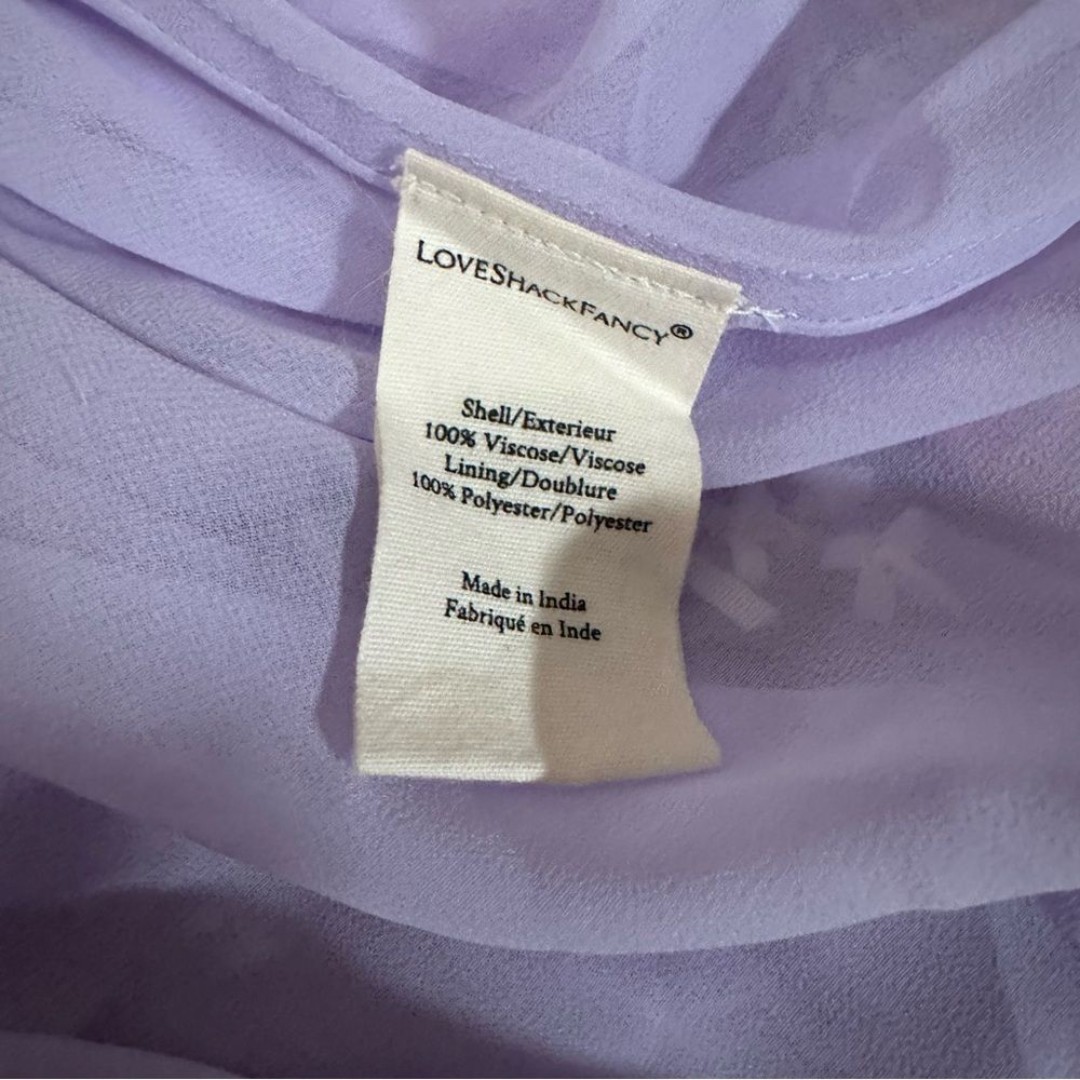 LOVESHACKFANCY®
Shell/Exterieur
100% Viscose/Viscose
Lining/Doublure
100% Polyester/Polyester
Made in India
Fabriqué en Inde